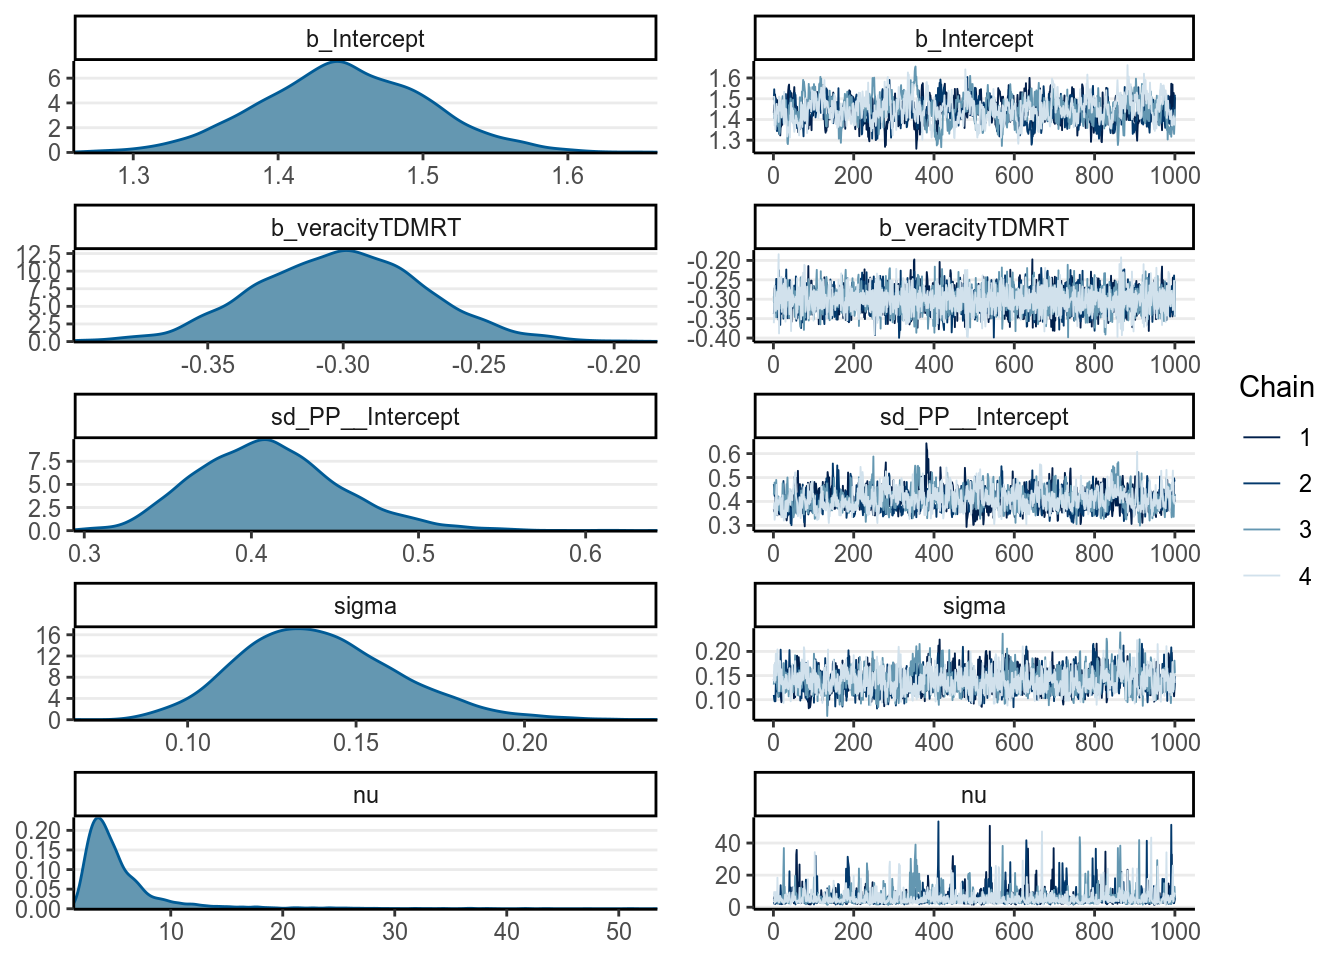 b_Intercept
6
4
2
0
1.3 1.4 1.5 1.6
b_Intercept
1.6
1.5
1.4
1.3
0 200 400 600 800 1000
b_veracityTDMRT
12.5
10.0
7.5
5.0
2.5
0.0
-0.35 -0.30 -0.25 -0.20
b_veracityTDMRT
-0.20
-0.25
-0.30
-0.35
-0.40
0 200 400 600 800 1000
sd_PP__Intercept
7.5
5.0
2.5
0.0
0.3 0.4 0.5 0.6
sd_PP__Intercept
0.6
0.5
0.4
0.3
0 200 400 600 800 1000
sigma
16
12
8
4
0
0.10 0.15 0.20
sigma
0.20
0.15
0.10
0 200 400 600 800 1000
nu
0.20
0.15
0.10
0.05
0.00
10 20 30 40 50
nu
40
20
0
0 200 400 600 800 1000
Chain
1
2
3
4